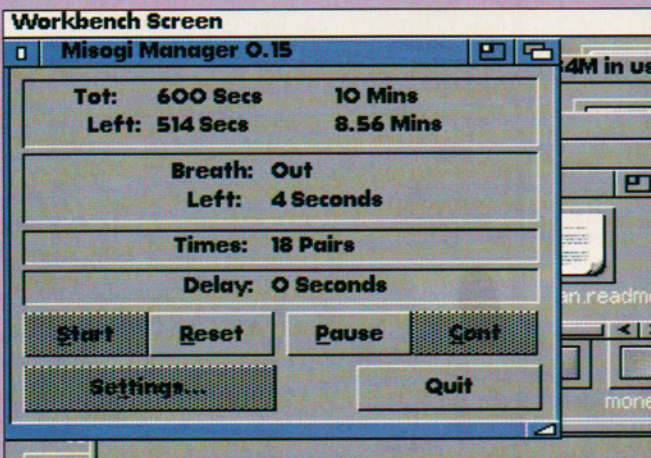 Workbench Screen
Misogi Manager 0.15
4M in us
Tot: 600 Secs 10 Mins
Left: 514 Secs 8.56 Mins
Breath: Out
Left: 4 Seconds
Times: 18 Pairs
an.readme
Delay: 0 Seconds
Start Reset Pause Cont
Settings... Quit
mone